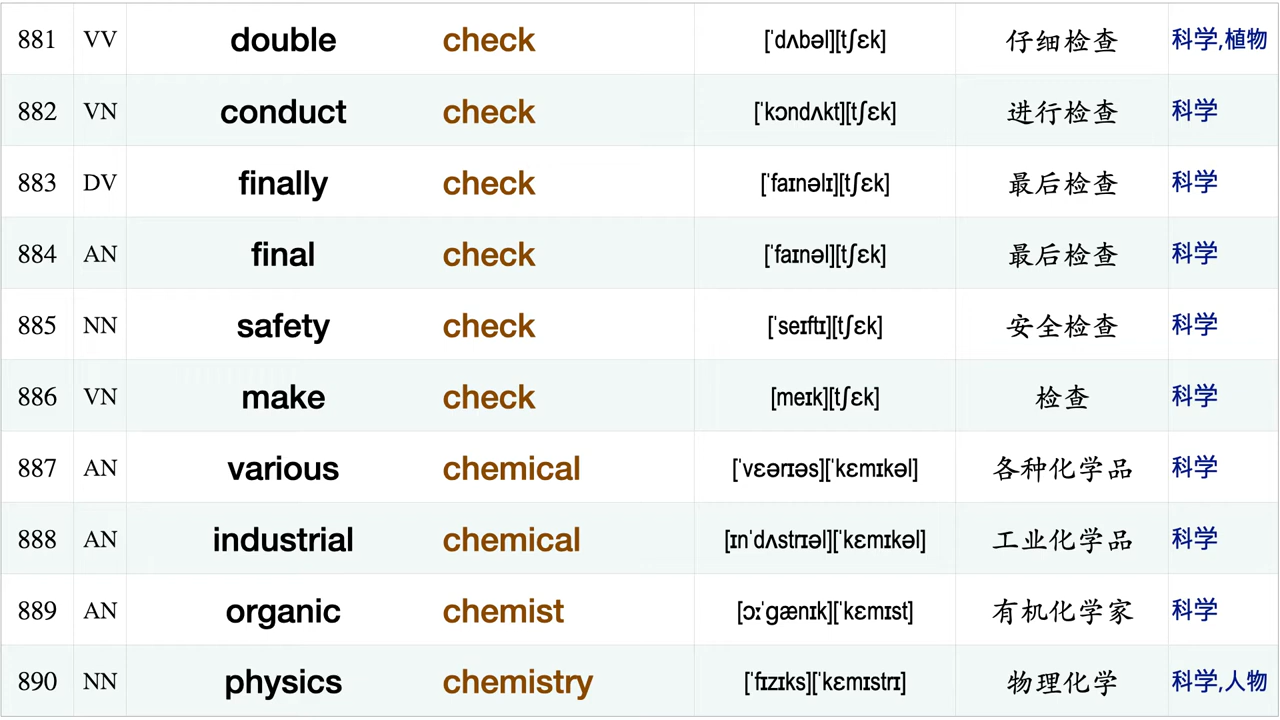 881 VV double check [ˈdʌbəl][tʃɛk] 仔细检查 科学,植物
882 VN conduct check [ˈkɔndʌkt][tʃɛk] 进行检查 科学
883 DV finally check [ˈfaɪnəlɪ][tʃɛk] 最后检查 科学
884 AN final check [ˈfaɪnəl][tʃɛk] 最后检查 科学
885 NN safety check [ˈseɪftɪ][tʃɛk] 安全检查 科学
886 VN make check [meɪk][tʃɛk] 检查 科学
887 AN various chemical [ˈvɛərɪəs][ˈkɛmɪkəl] 各种化学品 科学
888 AN industrial chemical [ɪnˈdʌstrɪəl][ˈkɛmɪkəl] 工业化学品 科学
889 AN organic chemist [ɔːˈgænɪk][ˈkɛmɪst] 有机化学家 科学
890 NN physics chemistry [ˈfɪzɪks][ˈkɛmɪstrɪ] 物理化学 科学,人物